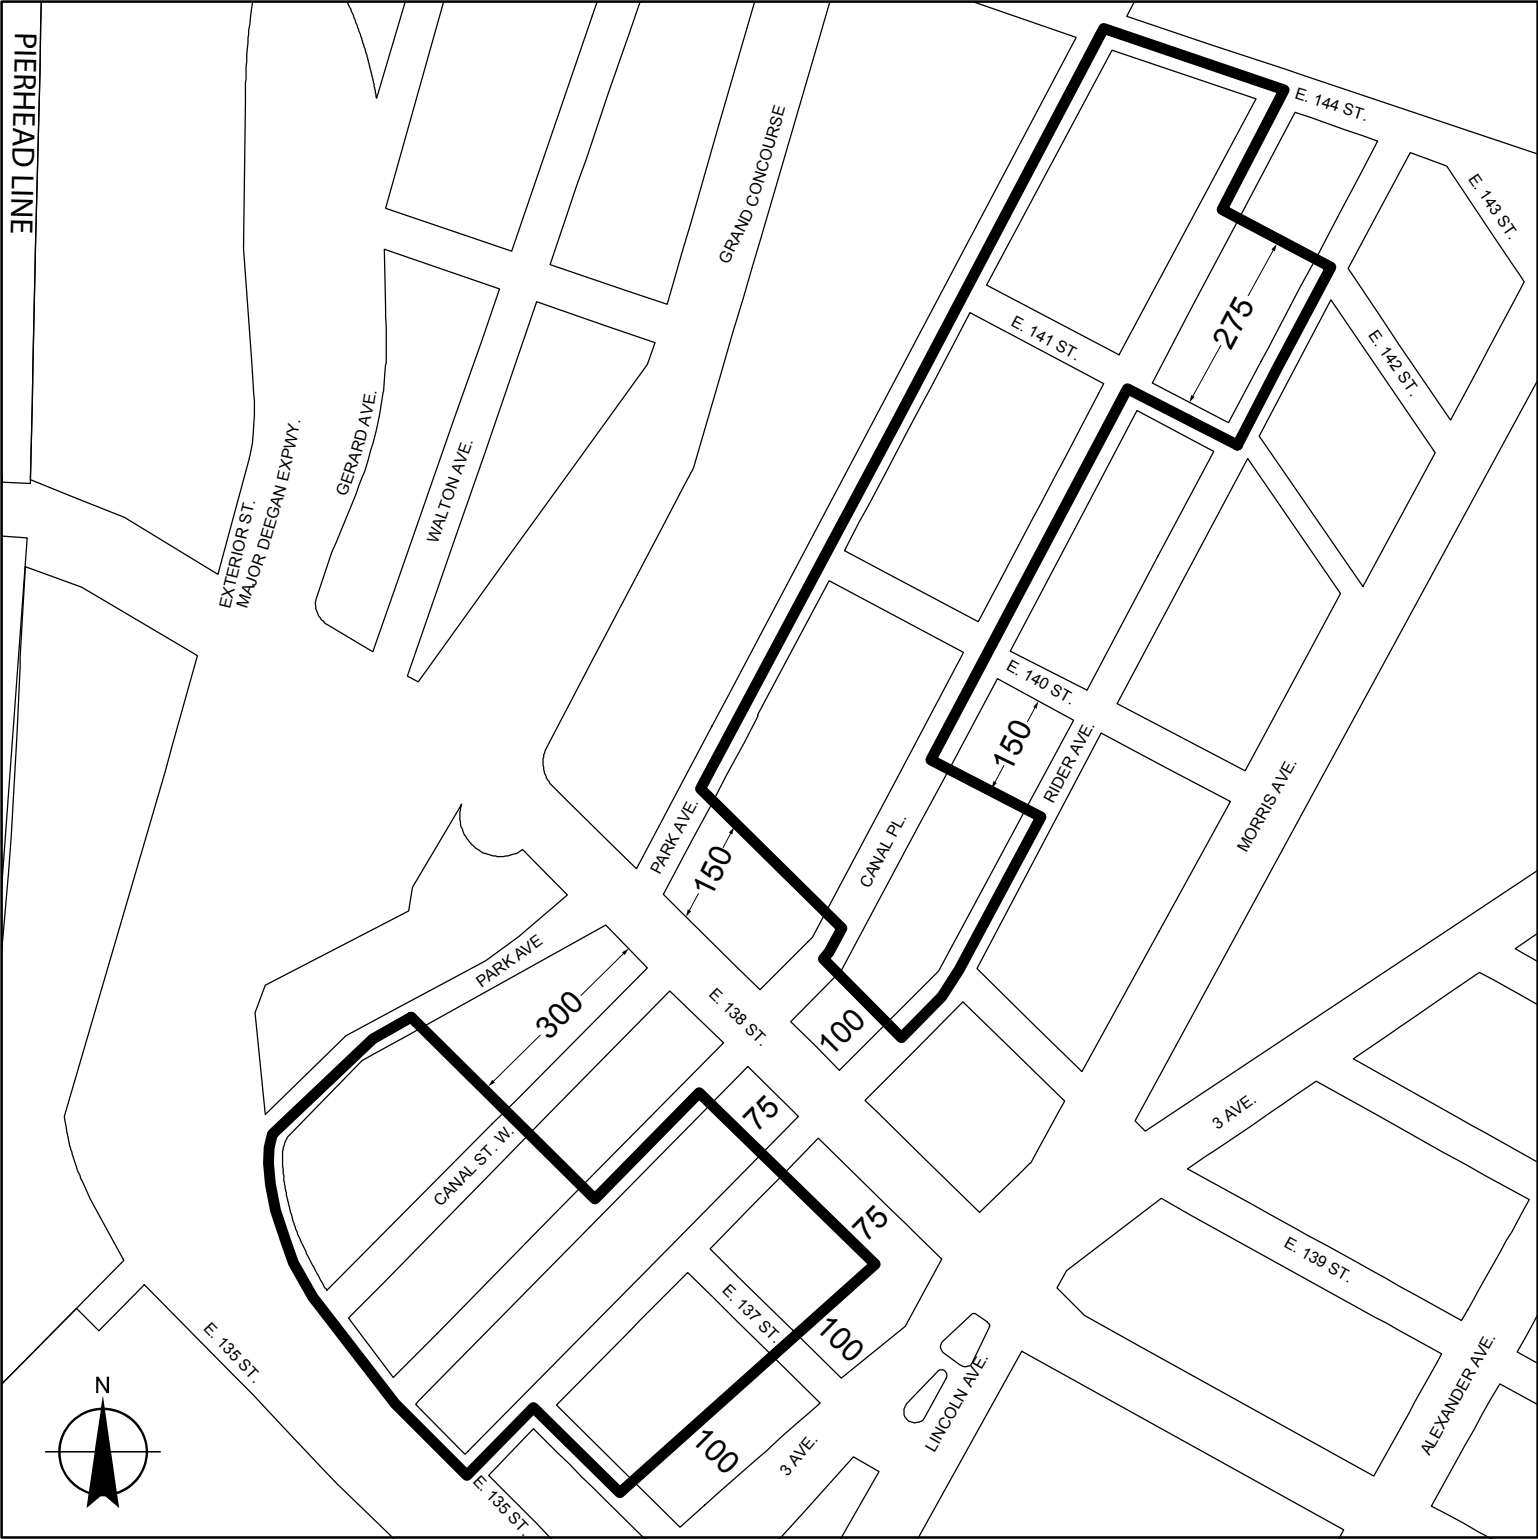 PIERHEAD LINE
E. 144 ST.
GRAND CONCOURSE
E. 143 ST.
275
E. 141 ST.
E. 142 ST.
GERARD AVE.
WALTON AVE.
EXTERIOR ST.
MAJOR DEEGAN EXPWY.
E. 140 ST.
150
RIDER AVE.
MORRIS AVE.
PARK AVE.
150
CANAL PL.
PARK AVE
300
E. 138 ST.
100
75
3 AVE.
CANAL ST. W.
75
E. 139 ST.
E. 137 ST.
100
E. 135 ST.
LINCOLN AVE.
ALEXANDER AVE.
N
100
3 AVE.
E. 135 ST.